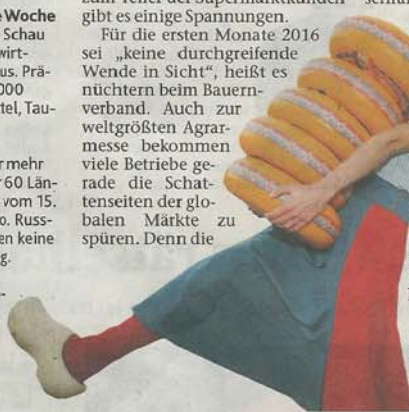 e Woche
Schau
wirt-
us. Prä-
000
tel, Tau-
r mehr
60 Län-
vom 15.
o. Russ-
en keine
g.
gibt es einige Spannungen.
Für die ersten Monate 2016
sei „keine durchgreifende
Wende in Sicht“, heißt es
nüchtern beim Bauern-
verband. Auch zur
weltgrößten Agrar-
messe bekommen
viele Betriebe ge-
rade die Schat-
tenseiten der glo-
balen Märkte zu
spüren. Denn die